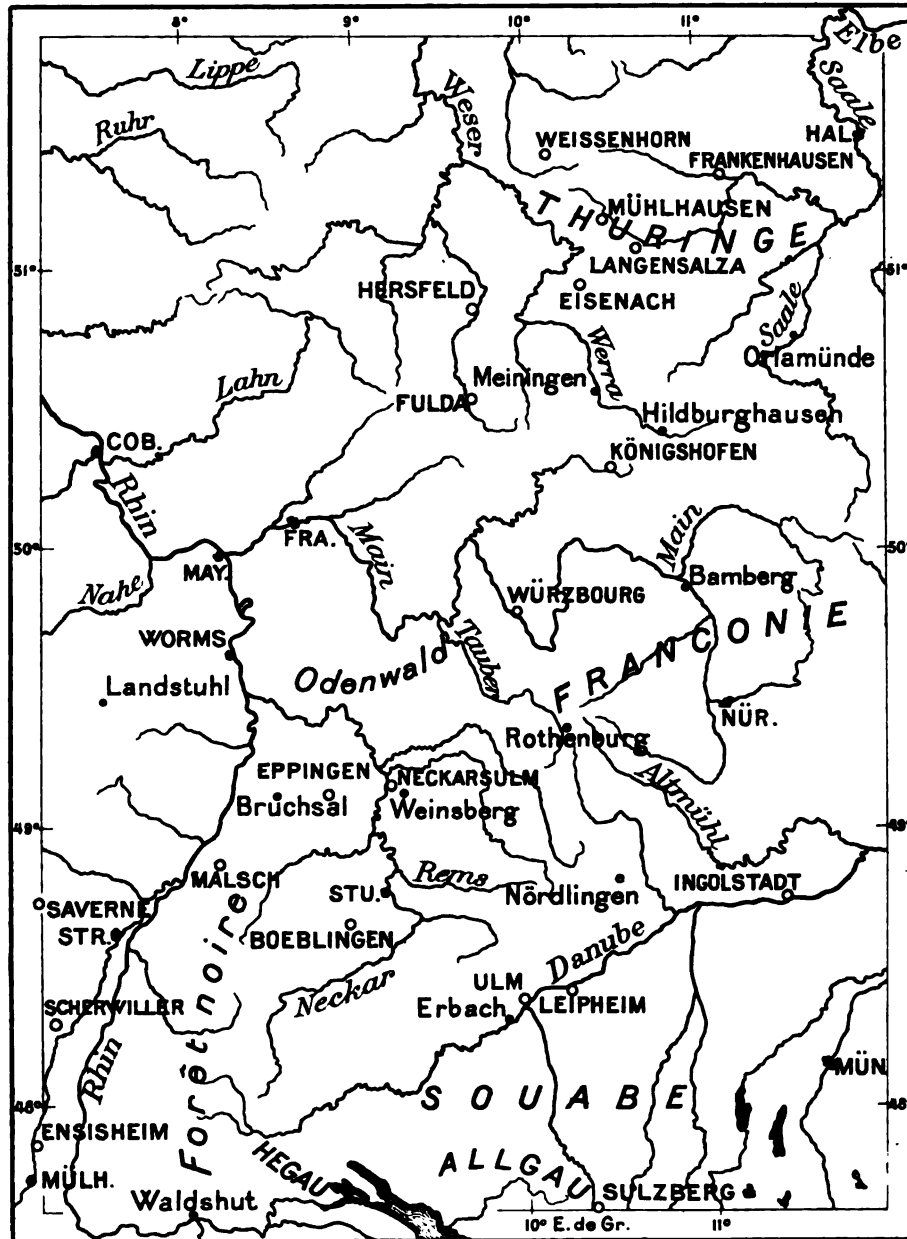 8°
9°
10°
11°
Elbe
Lippe
Weser
Saale
Ruhr
HAL.
WEISSENHORN
FRANKENHAUSEN
MÜHLHAUSEN
THURINGE
51°
LANGENSALZA
51°
HERSFELD
EISENACH
Saale
Werra
Orlamünde
Lahn
Meiningen
FULDA
Hildburghausen
COB.
KÖNIGSHOFEN
Rhin
Main
FRA.
Main
50°
50°
MAY.
Nahe
Bamberg
WÜRZBOURG
WORMS
Tauber
FRANCONIE
Odenwald
Landstuhl
NÜR.
Rothenburg
EPPINGEN
NECKARSULM
Altmühl
Bruchsal
Weinsberg
49°
49°
MALSCH
Rems
INGOLSTADT
STU.
Nördlingen
SAVERNE
STR.
BOEBLINGEN
Danube
Forêt noire
Neckar
ULM
SCHERWILLER
Erbach
LEIPHEIM
Rhin
MÜN
48°
SOUABE
48°
ENSISHEIM
HEGAU
ALLGAU
MÜLH.
Waldshut
SULZBERG
10° E. de Gr.
11°